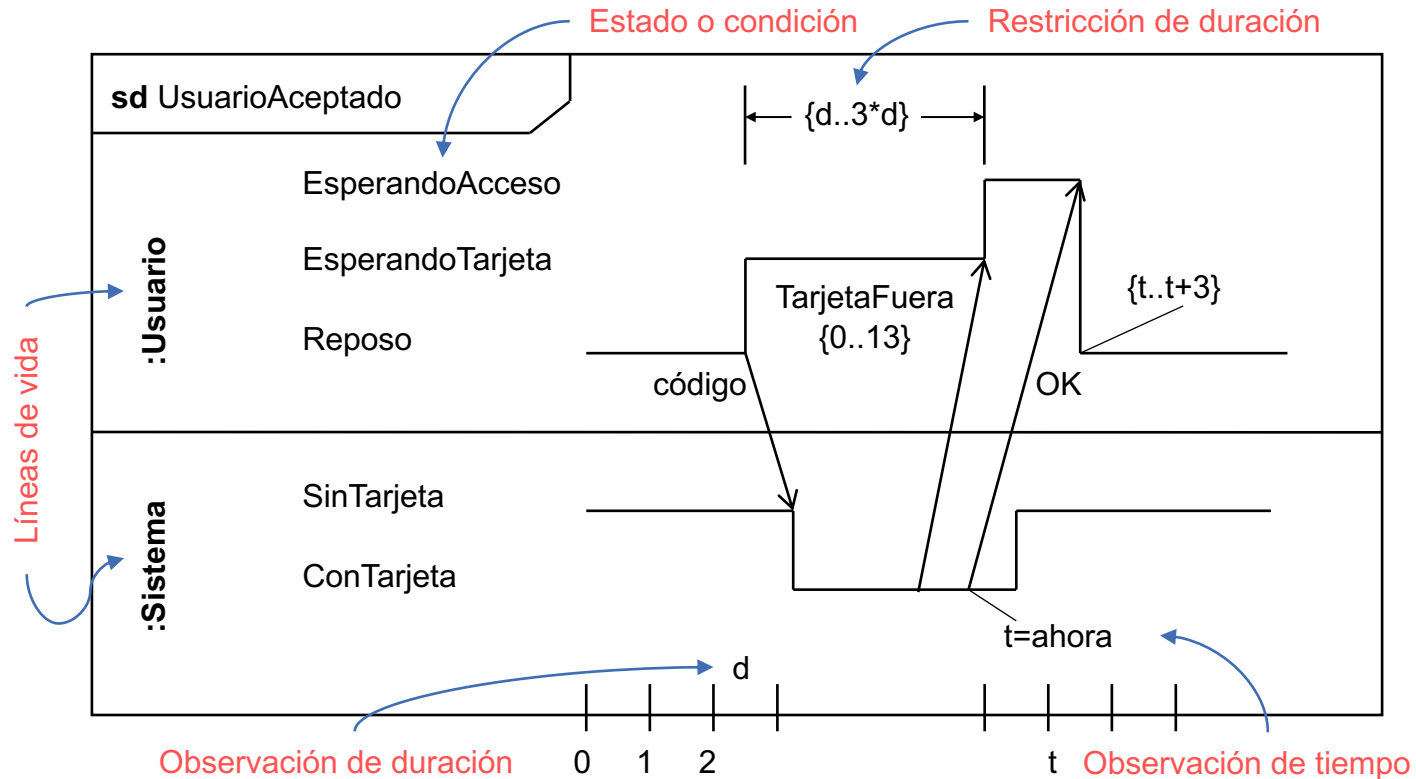 Estado o condición
Restricción de duración
sd UsuarioAceptado
{d..3*d}
:Usuario
EsperandoAcceso
EsperandoTarjeta
Reposo
TarjetaFuera
{0..13}
{t..t+3}
código
OK
Líneas de vida
:Sistema
SinTarjeta
ConTarjeta
t=ahora
d
0 1 2 t
Observación de duración
Observación de tiempo